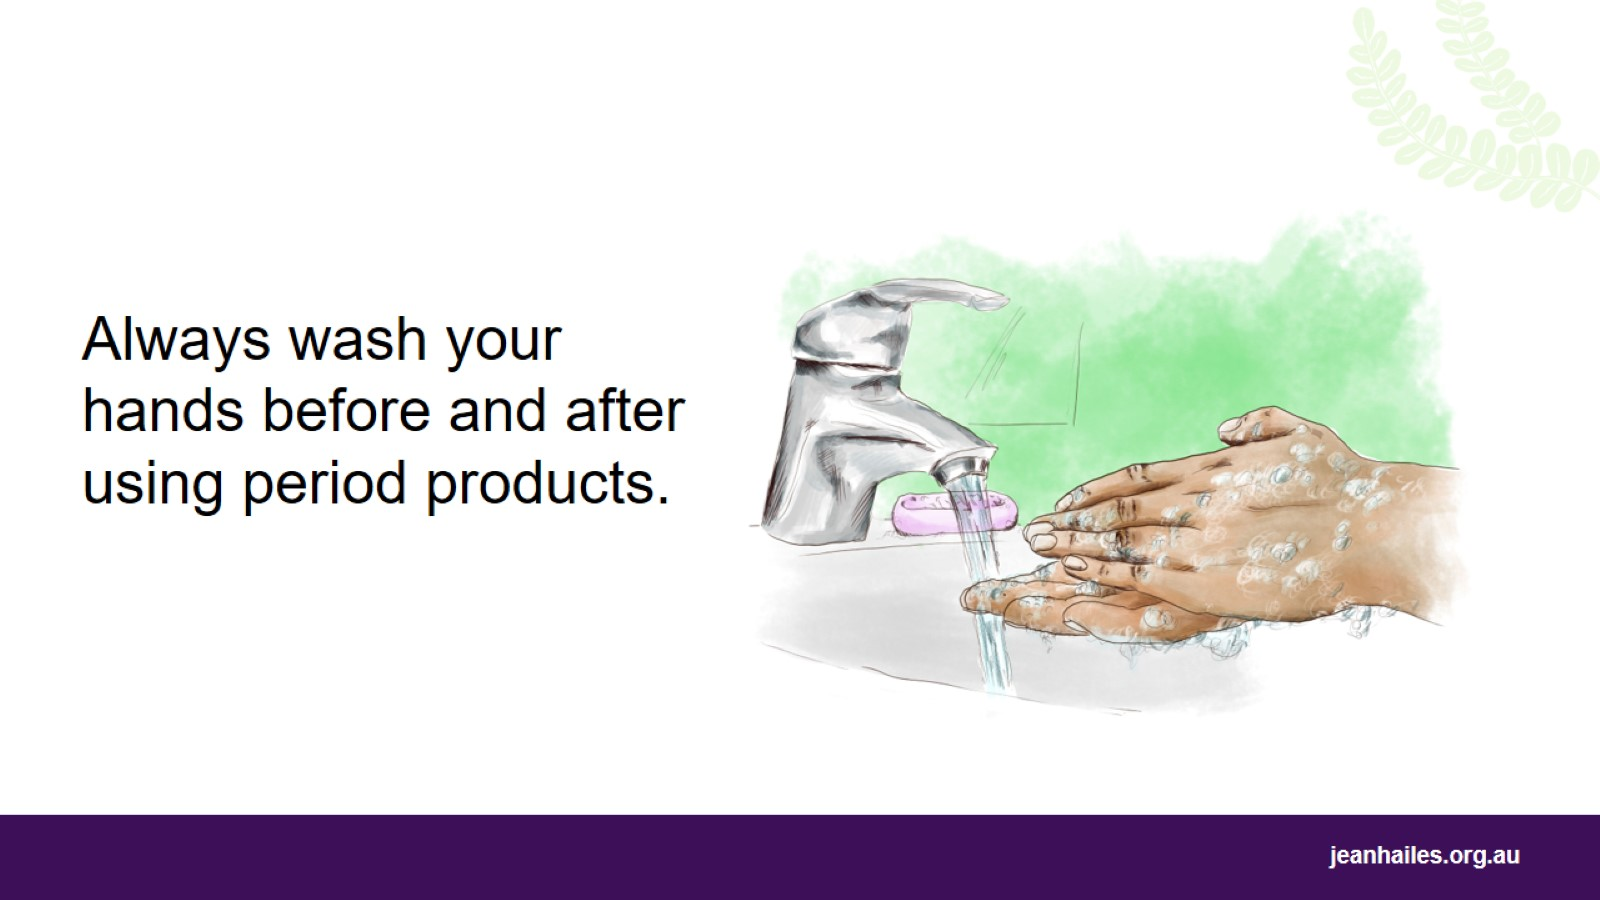 Always wash your
hands before and after
using period products.
jeanhailes.org.au